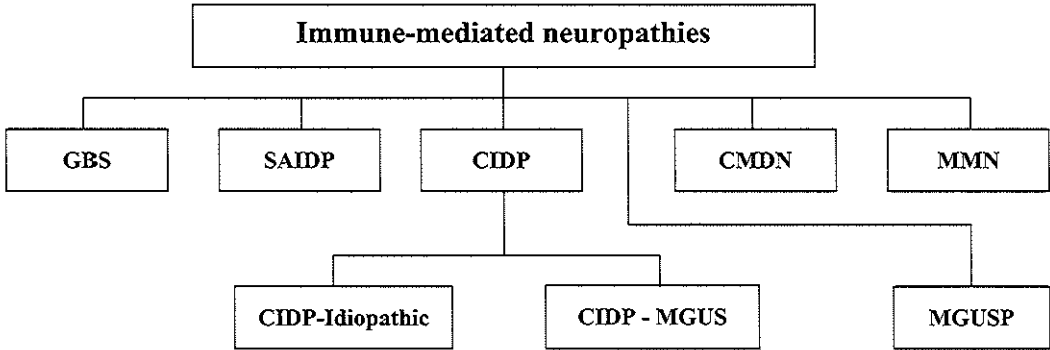 Immune-mediated neuropathies
GBS
SAIDP
CIDP
CMDN
MMN
CIDP-Idiopathic
CIDP - MGUS
MGUSP